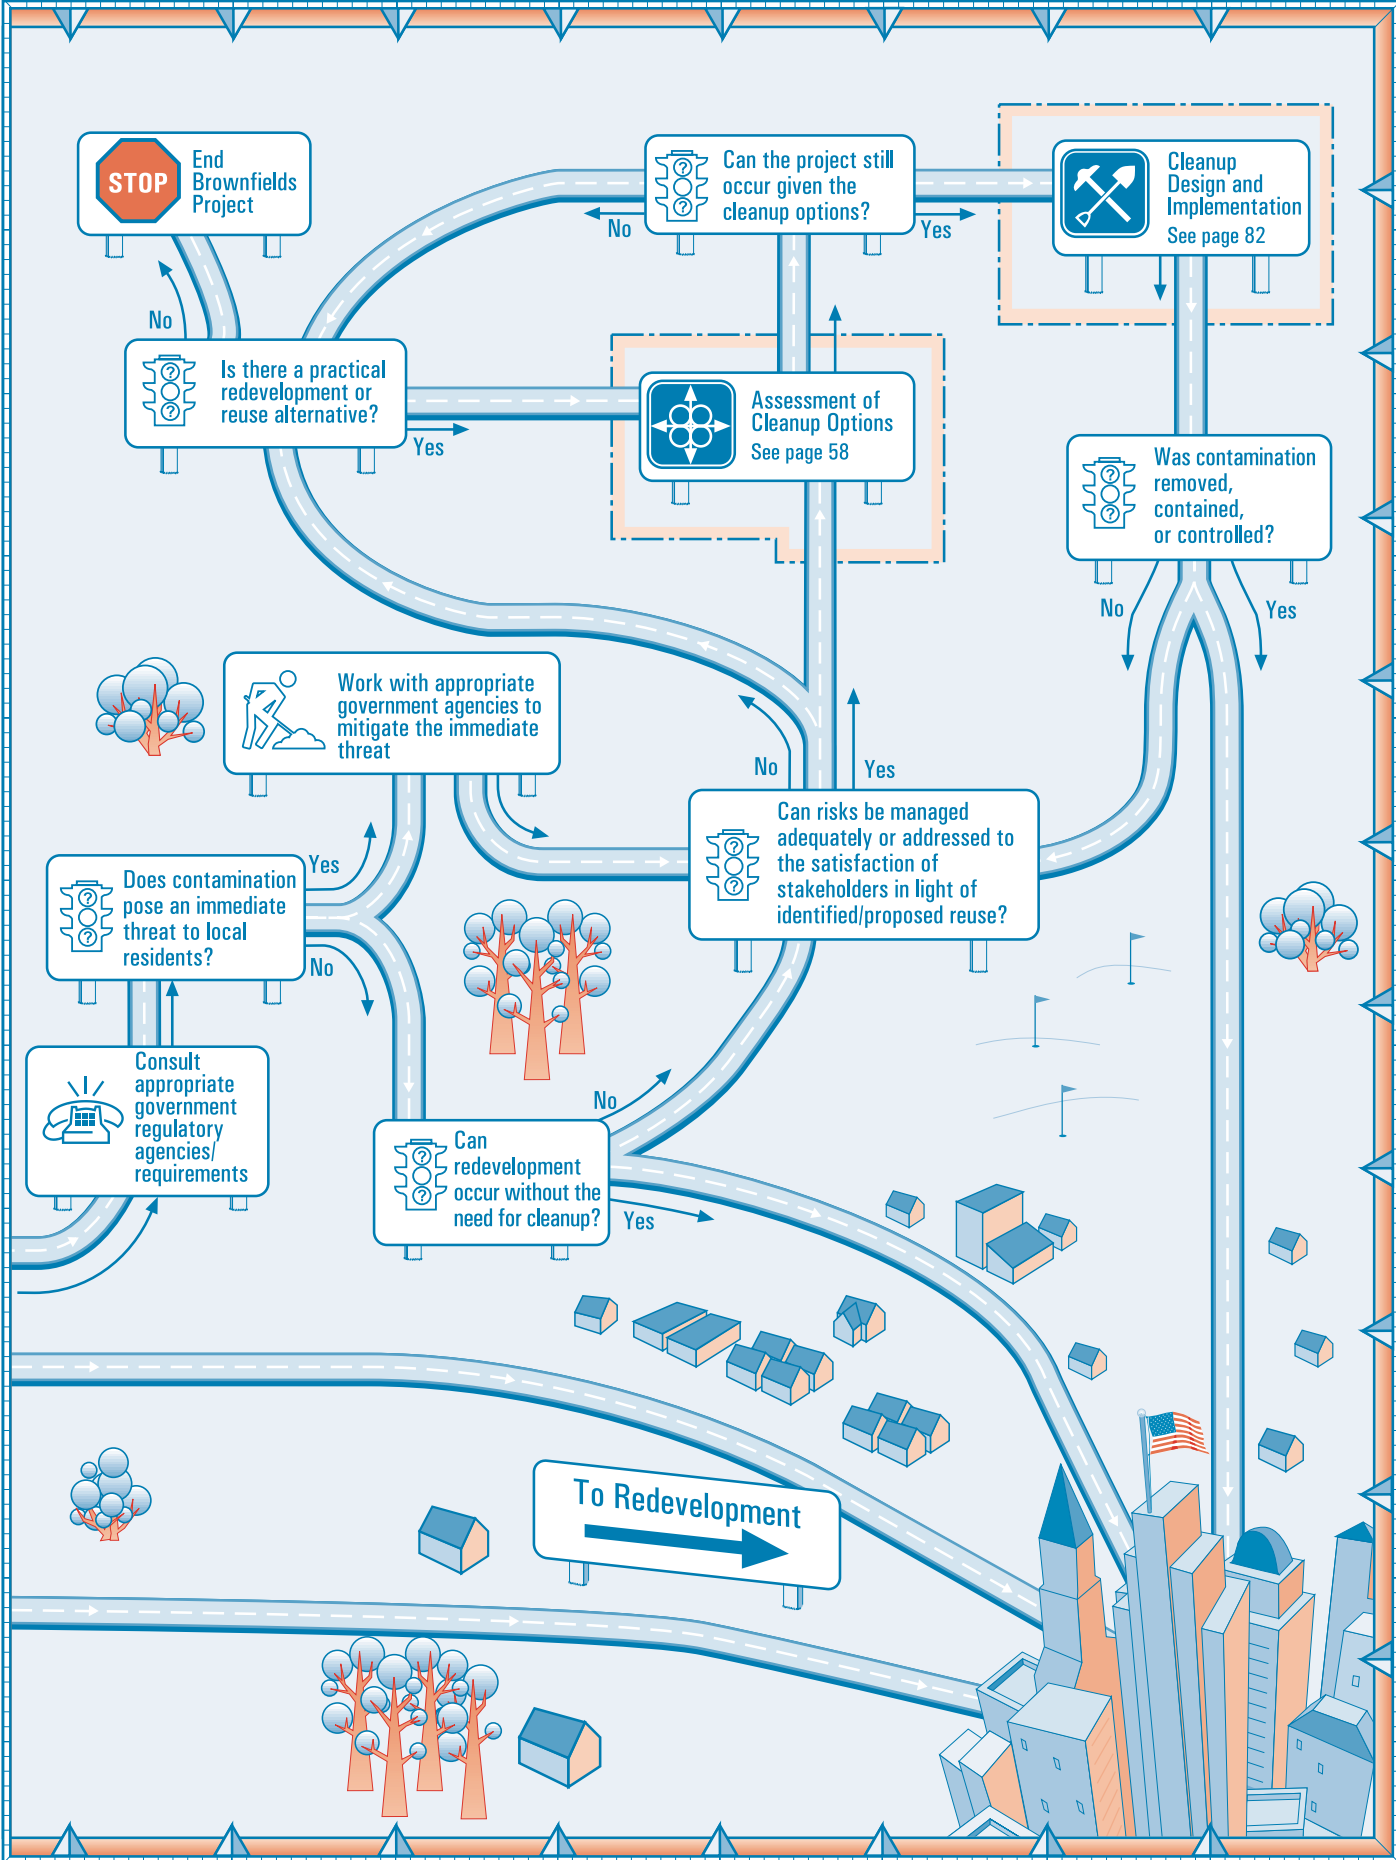 STOP
End
Brownfields
Project
Can the project still
occur given the
cleanup options?
No
Yes
Cleanup
Design and
Implementation
See page 82
No
Is there a practical
redevelopment or
reuse alternative?
Yes
Assessment of
Cleanup Options
See page 58
Was contamination
removed,
contained,
or controlled?
No
Yes
Work with appropriate
government agencies to
mitigate the immediate
threat
No
Yes
Can risks be managed
adequately or addressed to
the satisfaction of
stakeholders in light of
identified/proposed reuse?
Does contamination
pose an immediate
threat to local
residents?
Yes
No
Consult
appropriate
government
regulatory
agencies/
requirements
No
Can
redevelopment
occur without the
need for cleanup?
Yes
To Redevelopment